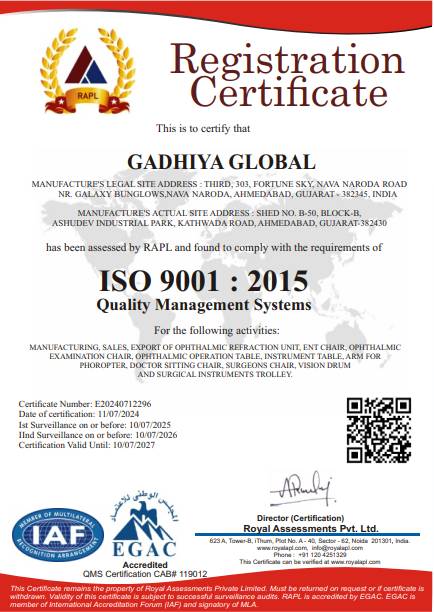 RAPL
Registration
Certificate
This is to certify that
GADHIYA GLOBAL
MANUFACTURE'S LEGAL SITE ADDRESS : THIRD, 303, FORTUNE SKY, NAVA NARODA ROAD
NR. GALAXY BUNGLOWS,NAVA NARODA, AHMEDABAD, GUJARAT - 382345, INDIA
MANUFACTURE'S ACTUAL SITE ADDRESS : SHED NO. B-50, BLOCK-B,
ASHUDEV INDUSTRIAL PARK, KATHWADA ROAD, AHMEDABAD, GUJARAT-382430
has been assessed by RAPL and found to comply with the requirements of
ISO 9001 : 2015
Quality Management Systems
For the following activities:
MANUFACTURING, SALES, EXPORT OF OPHTHALMIC REFRACTION UNIT, ENT CHAIR, OPHTHALMIC
EXAMINATION CHAIR, OPHTHALMIC OPERATION TABLE, INSTRUMENT TABLE, ARM FOR
PHOROPTER, DOCTOR SITTING CHAIR, SURGEONS CHAIR, VISION DRUM
AND SURGICAL INSTRUMENTS TROLLEY.
Certificate Number: E20240712296
Date of certification: 11/07/2024
Ist Surveillance on or before: 10/07/2025
IInd Surveillance on or before: 10/07/2026
Certification Valid Until: 10/07/2027
MEMBER OF MULTILATERAL
IAF
RECOGNITION ARRANGEMENT
المجلس الوطني للاعتماد
EGAC
Accredited
QMS Certification CAB# 119012
Director (Certification)
Royal Assessments Pvt. Ltd.
623 A, Tower-B, iThum, Plot No. A - 40, Sector - 62, Noida 201301, India.
www.royalapl.com, info@royalapl.com
Phone : +91 120 4251329
This Certificate can be verified at www.royalapl.com
This Certificate remains the property of Royal Assessments Private Limited. Must be returned on request or if certificate is
withdrawn. Validity of this certificate is subject to successful surveillance audits. RAPL is accredited by EGAC. EGAC is
member of International Accreditation Forum (IAF) and signatory of MLA.